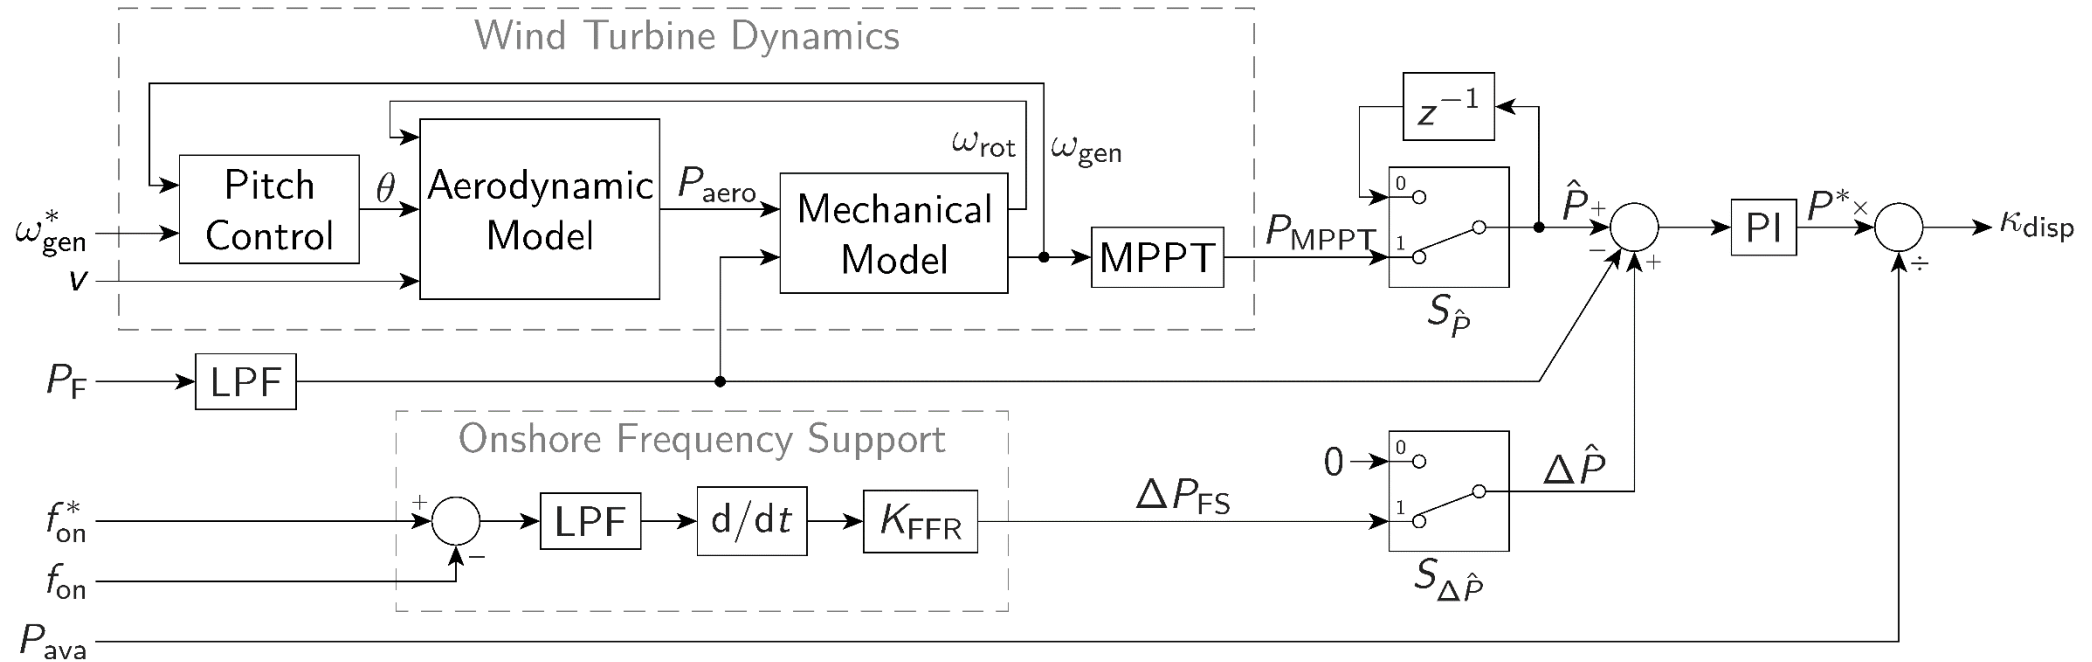 Wind Turbine Dynamics
z⁻¹
ω_rot
ω_gen
Pitch
Control
θ
Aerodynamic
Model
P_aero
Mechanical
Model
MPPT
P_MPPT
0
1
S_P̂
P̂
+
−
+
PI
P*
×
÷
κ_disp
ω*_gen
v
P_F
LPF
Onshore Frequency Support
f*_on
+
−
LPF
d/dt
K_FFR
ΔP_FS
0
0
1
S_ΔP̂
ΔP̂
f_on
P_ava